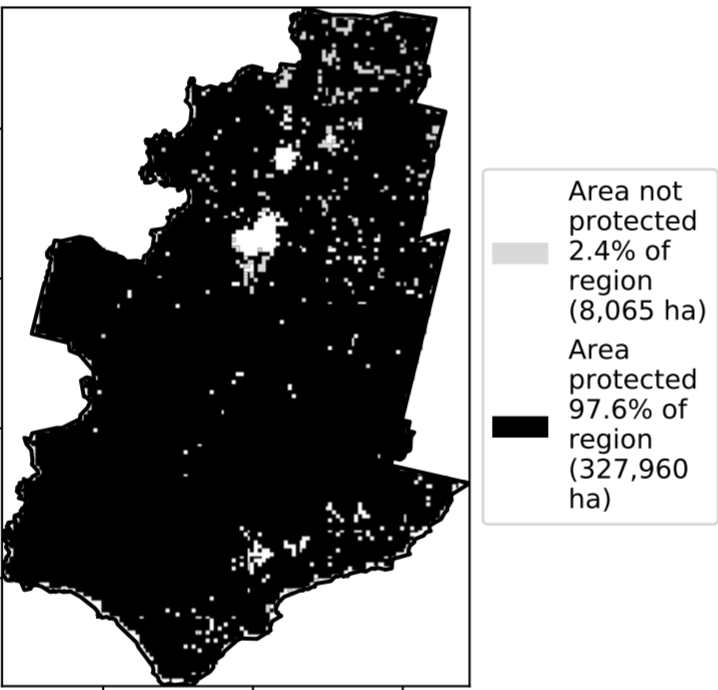 Area not
protected
2.4% of
region
(8,065 ha)
Area
protected
97.6% of
region
(327,960
ha)